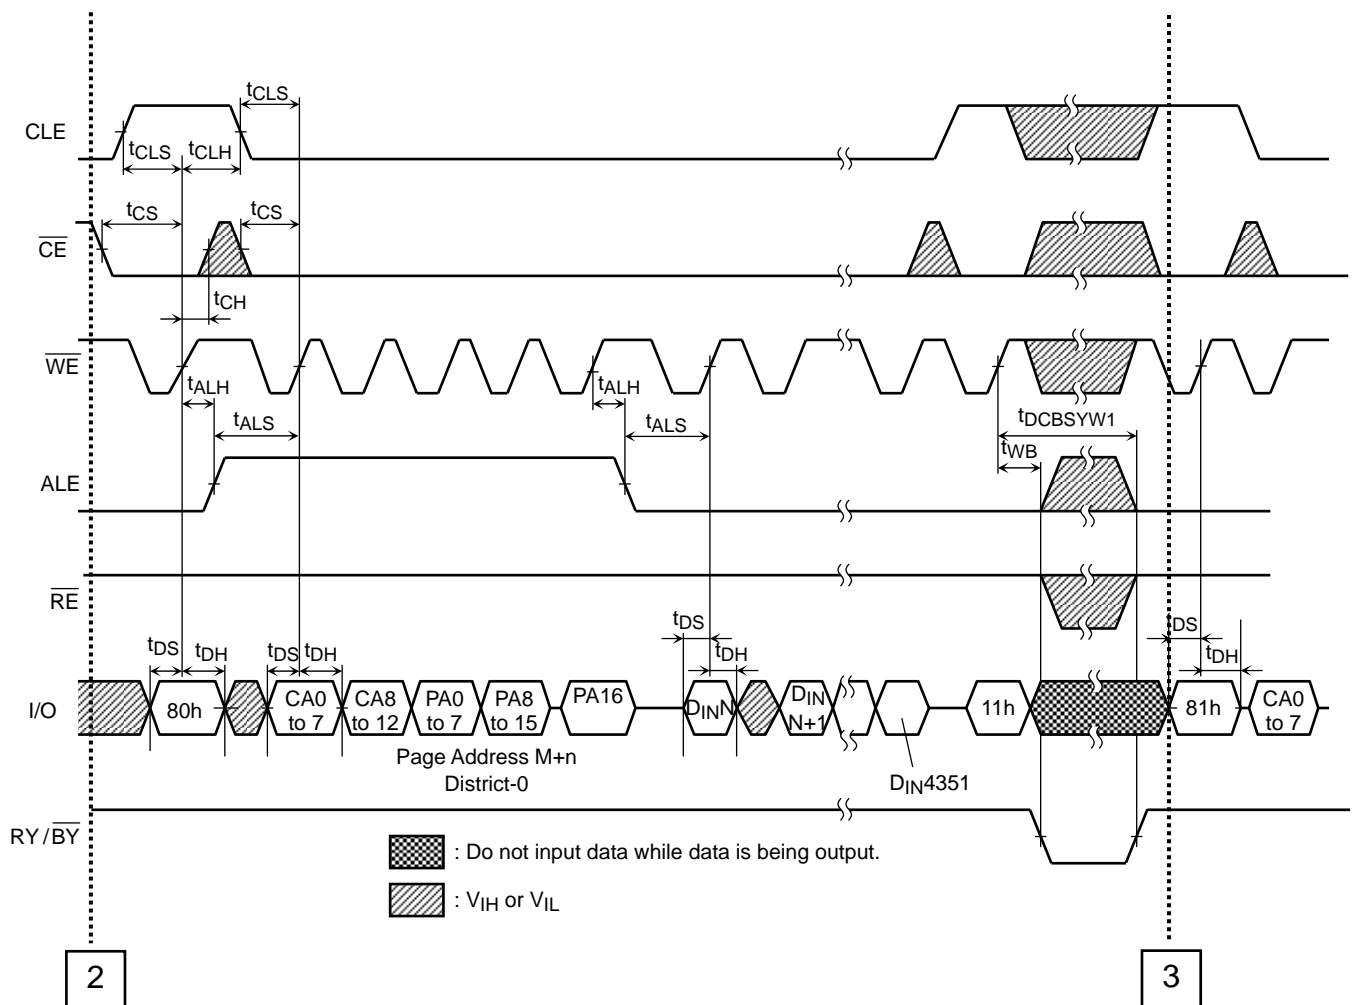 CLE
tCLS
tCLS
tCLH
CE
tCS
tCS
tCH
WE
tALH
tALS
tALH
tALS
tDCBSYW1
tWB
ALE
RE
tDS
tDH
tDS
tDH
tDS
tDH
tDS
tDH
I/O
80h
CA0 to 7
CA8 to 12
PA0 to 7
PA8 to 15
PA16
DINN
DIN N+1
11h
81h
CA0 to 7
Page Address M+n
District-0
DIN4351
RY/BY
: Do not input data while data is being output.
: VIH or VIL
2
3